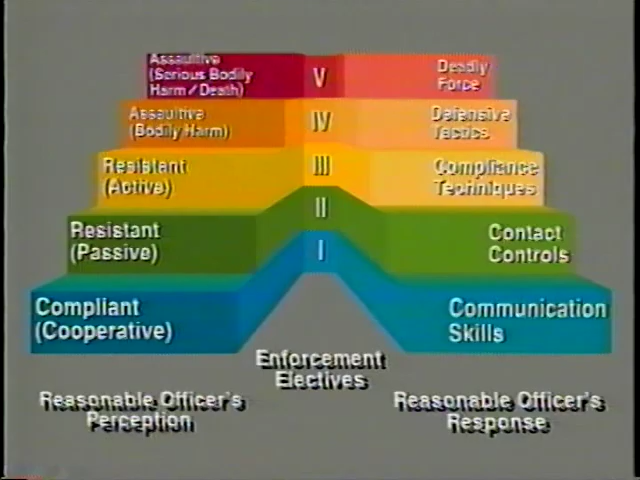 Assaultive
(Serious Bodily
Harm/Death)
V
Deadly
Force
Assaultive
(Bodily Harm)
IV
Defensive
Tactics
Resistant
(Active)
III
Compliance
Techniques
II
Resistant
(Passive)
Contact
Controls
I
Compliant
(Cooperative)
Communication
Skills
Enforcement
Electives
Reasonable Officer's
Perception
Reasonable Officer's
Response